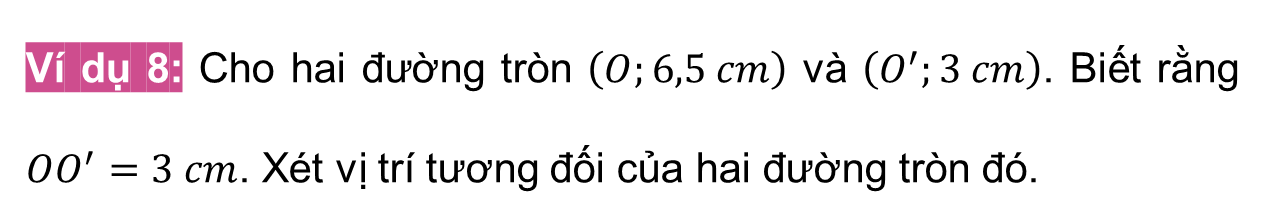 Ví dụ 8: Cho hai đường tròn (O; 6,5 cm) và (O′; 3 cm). Biết rằng
OO′ = 3 cm. Xét vị trí tương đối của hai đường tròn đó.